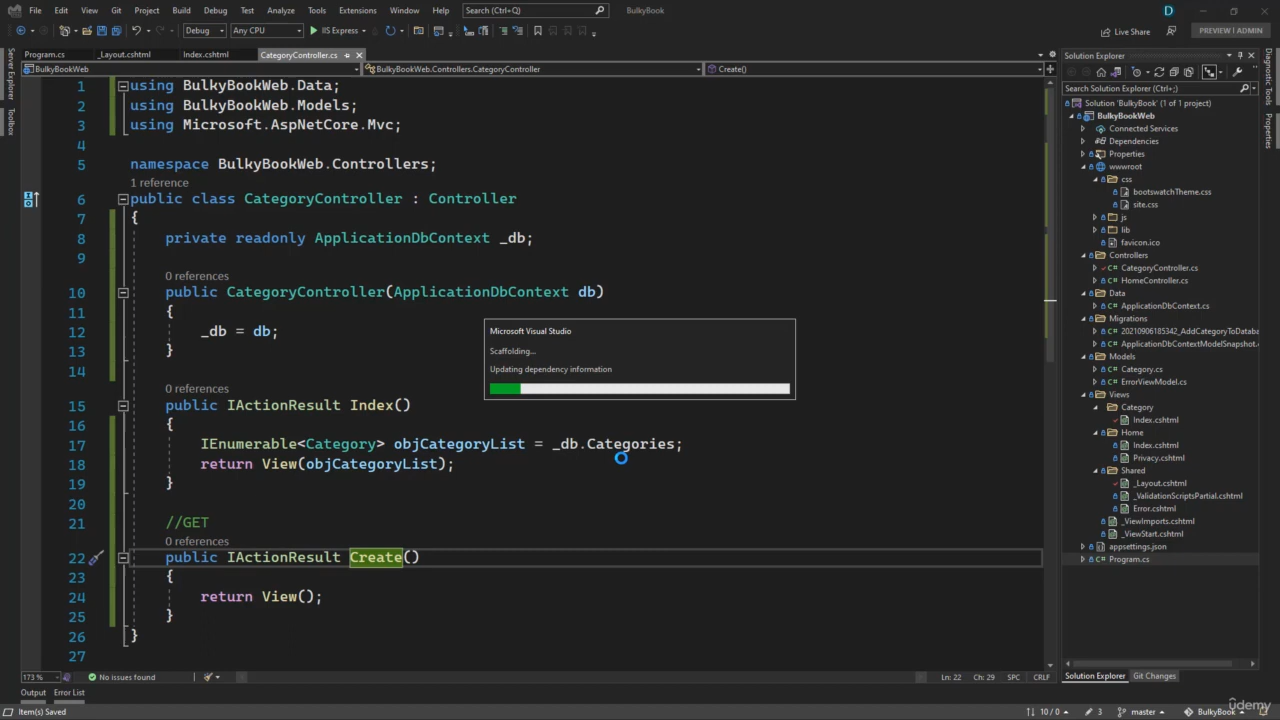 File Edit View Git Project Build Debug Test Analyze Tools Extensions Window Help Search (Ctrl+Q) BulkyBook D
Debug Any CPU IIS Express Live Share PREVIEW | ADMIN
Program.cs _Layout.cshtml Index.cshtml CategoryController.cs
BulkyBookWeb BulkyBookWeb.Controllers.CategoryController Create()
Server Explorer
Toolbox
1 using BulkyBookWeb.Data;
2 using BulkyBookWeb.Models;
3 using Microsoft.AspNetCore.Mvc;
4
5 namespace BulkyBookWeb.Controllers;
1 reference
6 public class CategoryController : Controller
7 {
8 private readonly ApplicationDbContext _db;
9
0 references
10 public CategoryController(ApplicationDbContext db)
11 {
12 _db = db;
13 }
14
0 references
15 public IActionResult Index()
16 {
17 IEnumerable<Category> objCategoryList = _db.Categories;
18 return View(objCategoryList);
19 }
20
21 //GET
0 references
22 public IActionResult Create()
23 {
24 return View();
25 }
26 }
27
Microsoft Visual Studio
Scaffolding...
Updating dependency information
173 % No issues found Ln: 22 Ch: 29 SPC CRLF
Output Error List
Item(s) Saved 10 / 0 3 master BulkyBook
Solution Explorer
Search Solution Explorer (Ctrl+;)
Solution 'BulkyBook' (1 of 1 project)
BulkyBookWeb
Connected Services
Dependencies
Properties
wwwroot
css
bootswatchTheme.css
site.css
js
lib
favicon.ico
Controllers
CategoryController.cs
HomeController.cs
Data
ApplicationDbContext.cs
Migrations
20210906185342_AddCategoryToDataba
ApplicationDbContextModelSnapshot.c
Models
Category.cs
ErrorViewModel.cs
Views
Category
Index.cshtml
Home
Index.cshtml
Privacy.cshtml
Shared
_Layout.cshtml
_ValidationScriptsPartial.cshtml
Error.cshtml
_ViewImports.cshtml
_ViewStart.cshtml
appsettings.json
Program.cs
Solution Explorer Git Changes
Diagnostic Tools
Properties
udemy